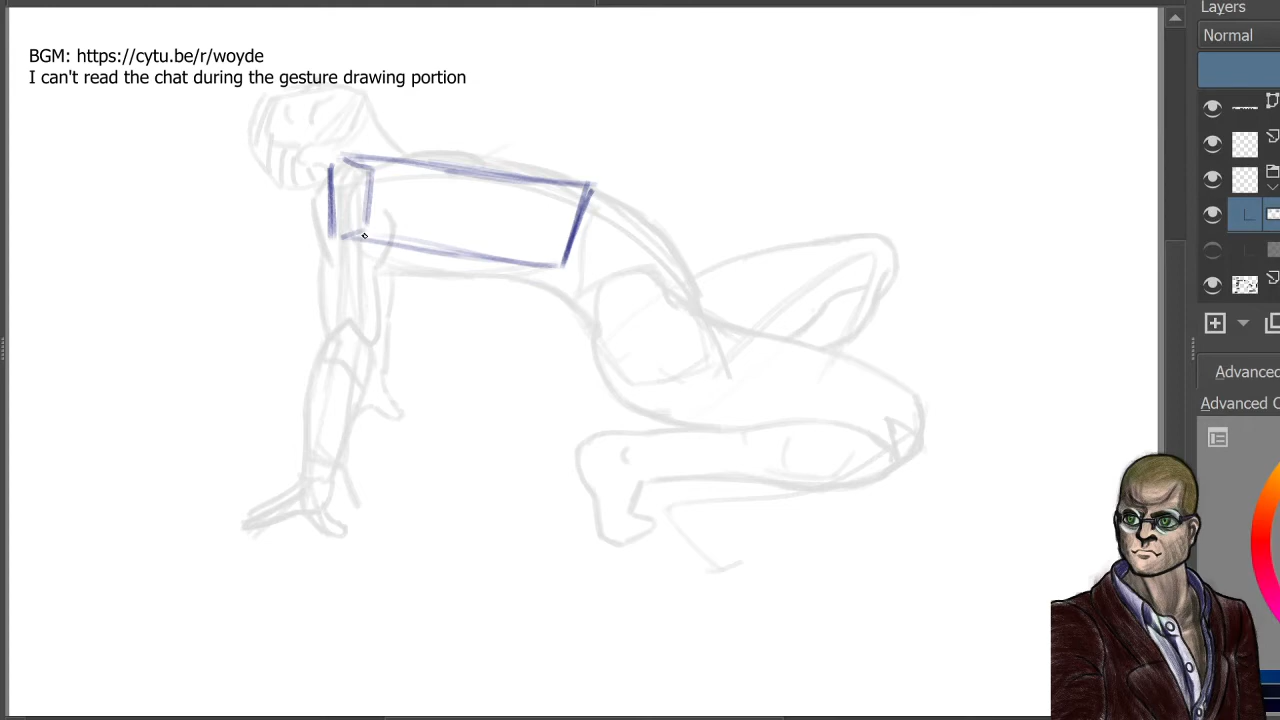 Layers
Normal
BGM: https://cytu.be/r/woyde
I can't read the chat during the gesture drawing portion
Advanced
Advanced C